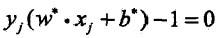 y_j(w^* · x_j + b^*) − 1 = 0